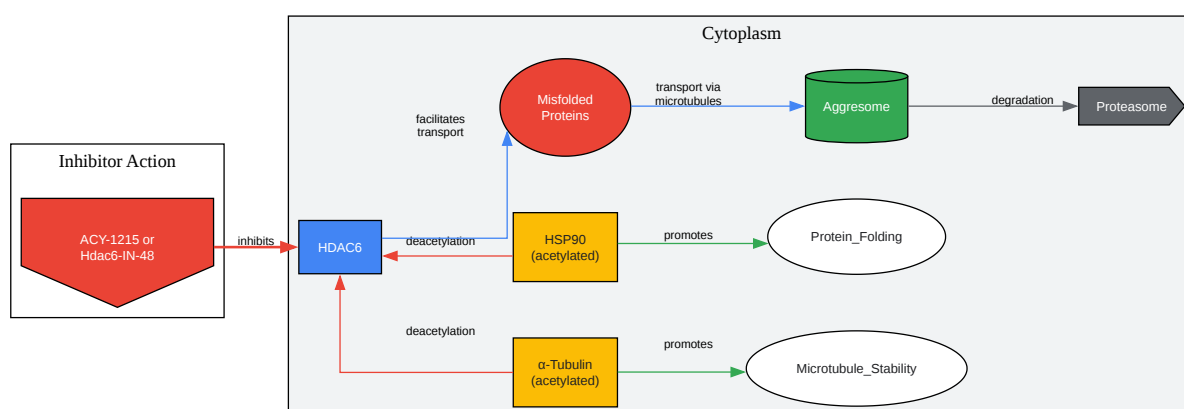 Cytoplasm
Misfolded
Proteins
transport via
microtubules
Aggresome
degradation
Proteasome
facilitates
transport
Inhibitor Action
ACY-1215 or
Hdac6-IN-48
inhibits
HDAC6
deacetylation
HSP90
(acetylated)
promotes
Protein_Folding
deacetylation
α-Tubulin
(acetylated)
promotes
Microtubule_Stability